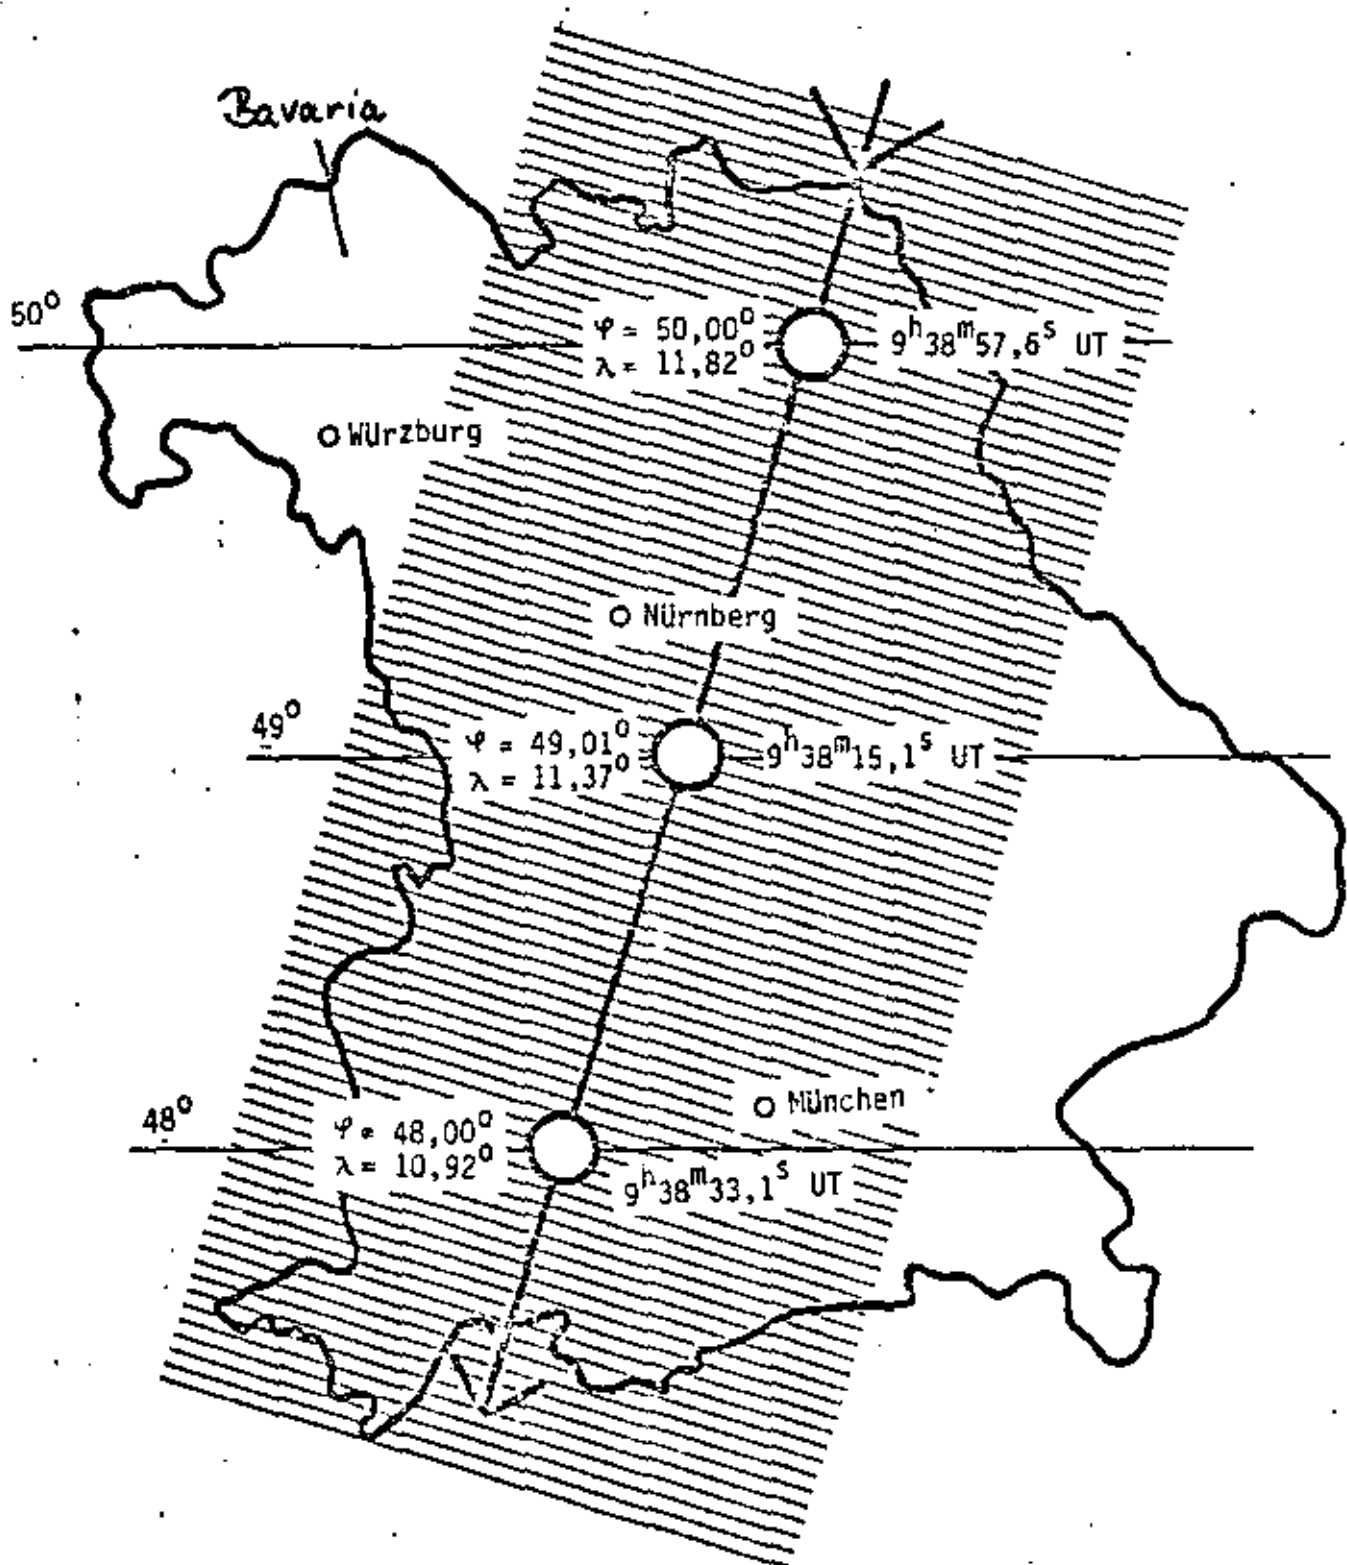 Bavaria
50°
φ = 50,00°
λ = 11,82°
9ʰ38ᵐ57,6ˢ UT
Würzburg
Nürnberg
49°
φ = 49,01°
λ = 11,37°
9ʰ38ᵐ15,1ˢ UT
München
48°
φ = 48,00°
λ = 10,92°
9ʰ38ᵐ33,1ˢ UT